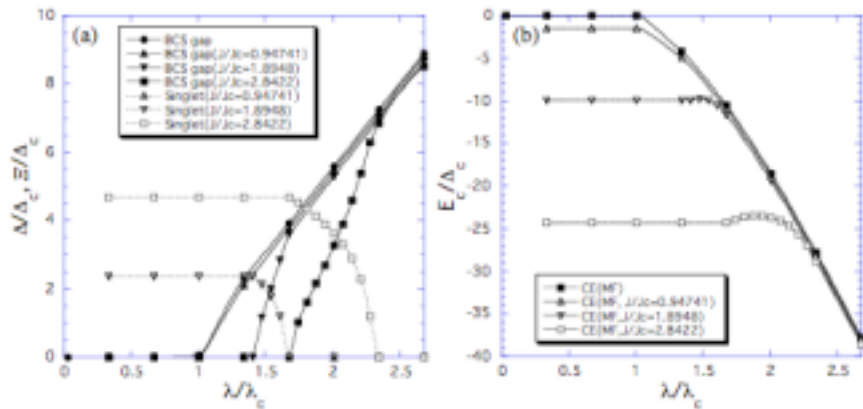 (a)
BCS gap
BCS gap(J/Jc=0.94741)
BCS gap(J/Jc=1.8948)
BCS gap(J/Jc=2.8422)
Singlet(J/Jc=0.94741)
Singlet(J/Jc=1.8948)
Singlet(J/Jc=2.8422)
Δ/Δc, Ξ/Δc
10
8
6
4
2
0
0 0.5 1 1.5 2 2.5
λ/λc
(b)
CE(MF)
CE(MF, J/Jc=0.94741)
CE(MF,J/Jc=1.8948)
CE(MF,J/Jc=2.8422)
Ec/Δc
0
-5
-10
-15
-20
-25
-30
-35
-40
0 0.5 1 1.5 2 2.5
λ/λc